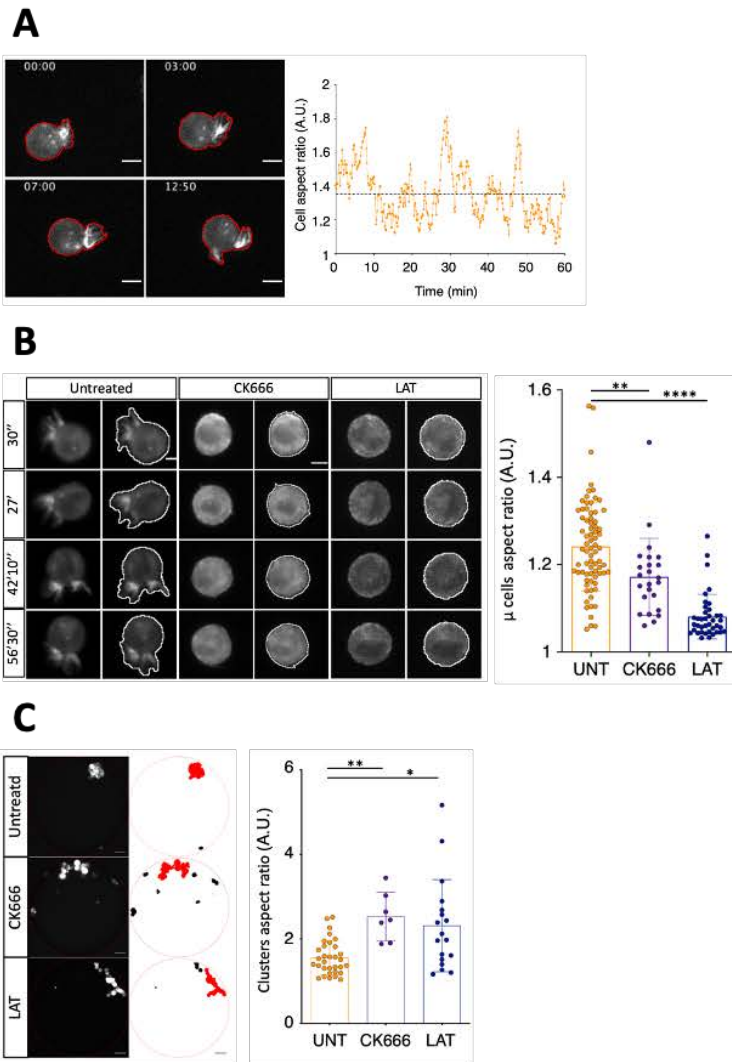 A
00:00
03:00
07:00
12:50
Cell aspect ratio (A.U.)
2
1.8
1.6
1.4
1.2
1
0 10 20 30 40 50 60
Time (min)
B
Untreated CK666 LAT
30''
27'
42'10''
56'30''
μ cells aspect ratio (A.U.)
1.6
1.4
1.2
1
** 
****
UNT CK666 LAT
C
Untreatd
CK666
LAT
Clusters aspect ratio (A.U.)
6
4
2
0
**
*
UNT CK666 LAT